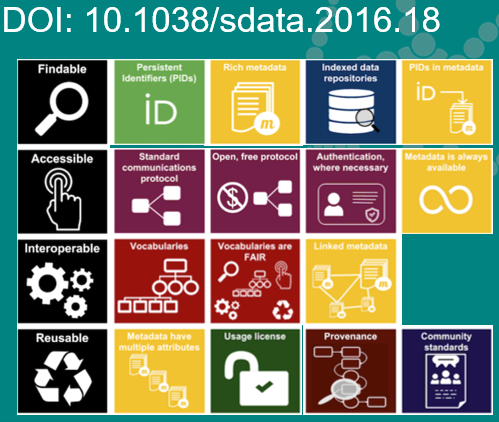 DOI: 10.1038/sdata.2016.18
Findable
Persistent
Identifiers (PIDs)
iD
Rich metadata
m
Indexed data
repositories
PIDs in metadata
iD
m
Accessible
Standard
communications
protocol
Open, free protocol
$
Authentication,
where necessary
Metadata is always
available
Interoperable
Vocabularies
Vocabularies are
FAIR
Linked metadata
m
Reusable
Metadata have
multiple attributes
Usage license
Provenance
Community
standards